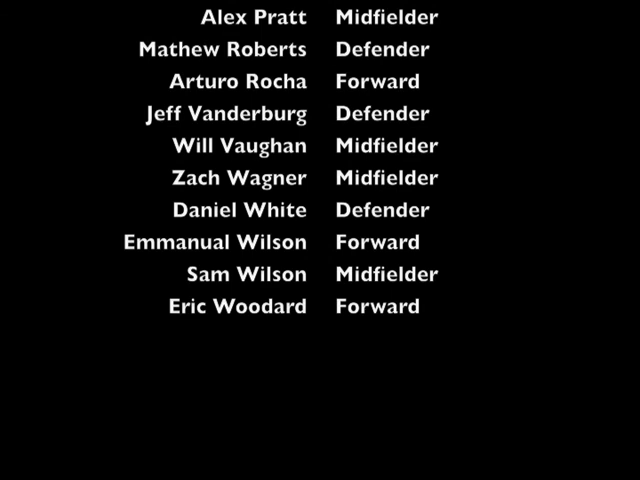 Alex Pratt Midfielder
Mathew Roberts Defender
Arturo Rocha Forward
Jeff Vanderburg Defender
Will Vaughan Midfielder
Zach Wagner Midfielder
Daniel White Defender
Emmanual Wilson Forward
Sam Wilson Midfielder
Eric Woodard Forward